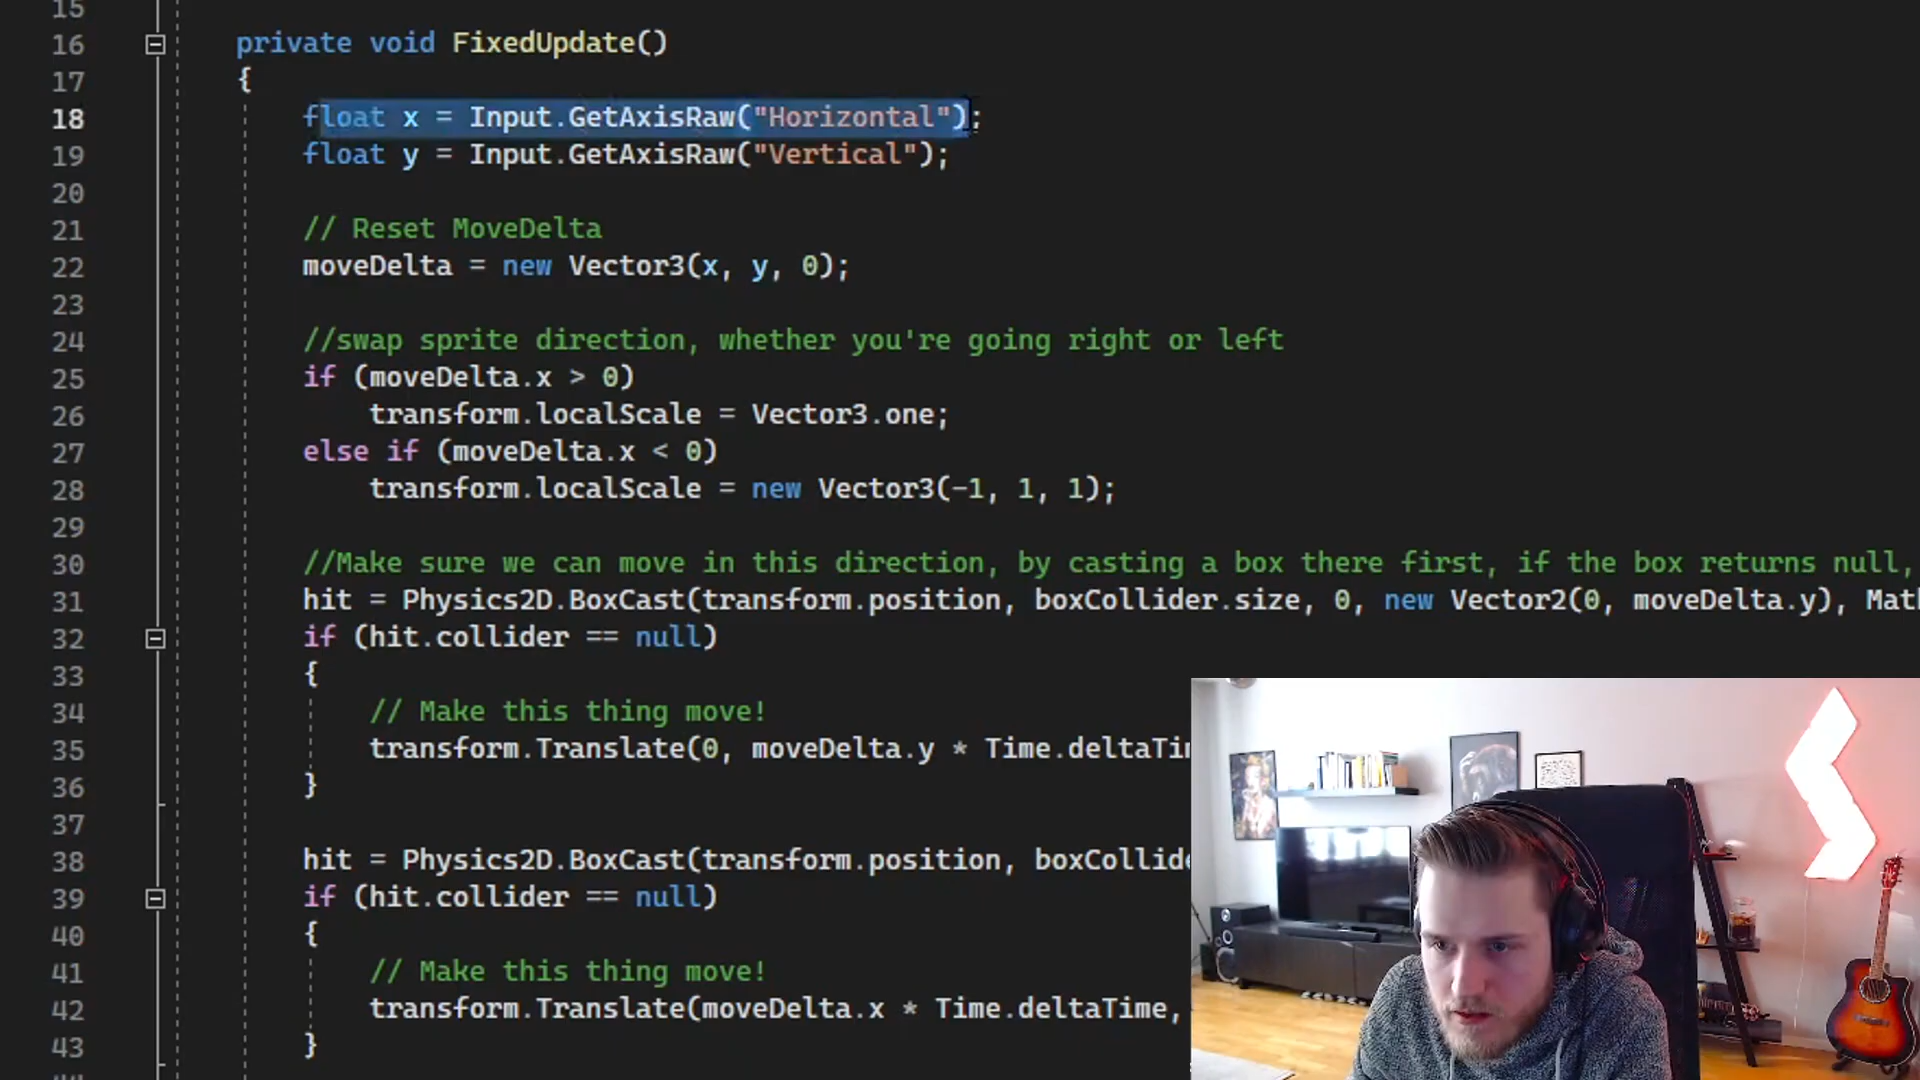 15
16 private void FixedUpdate()
17 {
18 float x = Input.GetAxisRaw("Horizontal");
19 float y = Input.GetAxisRaw("Vertical");
20
21 // Reset MoveDelta
22 moveDelta = new Vector3(x, y, 0);
23
24 //swap sprite direction, whether you're going right or left
25 if (moveDelta.x > 0)
26 transform.localScale = Vector3.one;
27 else if (moveDelta.x < 0)
28 transform.localScale = new Vector3(-1, 1, 1);
29
30 //Make sure we can move in this direction, by casting a box there first, if the box returns null,
31 hit = Physics2D.BoxCast(transform.position, boxCollider.size, 0, new Vector2(0, moveDelta.y), Mat
32 if (hit.collider == null)
33 {
34 // Make this thing move!
35 transform.Translate(0, moveDelta.y * Time.deltaTi
36 }
37
38 hit = Physics2D.BoxCast(transform.position, boxCollide
39 if (hit.collider == null)
40 {
41 // Make this thing move!
42 transform.Translate(moveDelta.x * Time.deltaTime,
43 }